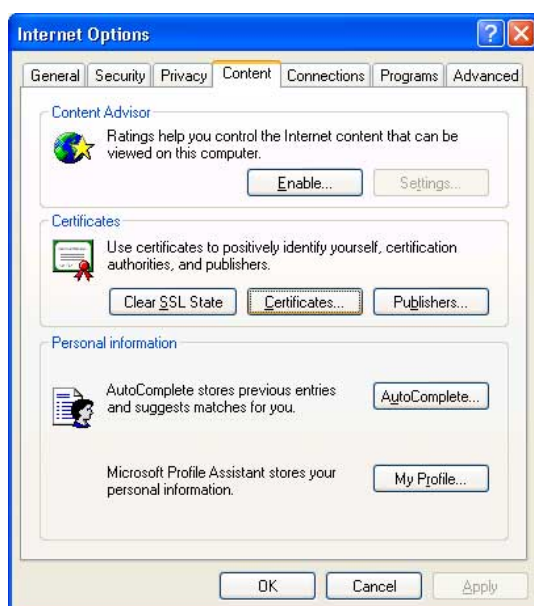 Internet Options
General Security Privacy Content Connections Programs Advanced
Content Advisor
Ratings help you control the Internet content that can be
viewed on this computer.
Enable... Settings...
Certificates
Use certificates to positively identify yourself, certification
authorities, and publishers.
Clear SSL State Certificates... Publishers...
Personal information
AutoComplete stores previous entries
and suggests matches for you.
AutoComplete...
Microsoft Profile Assistant stores your
personal information.
My Profile...
OK Cancel Apply